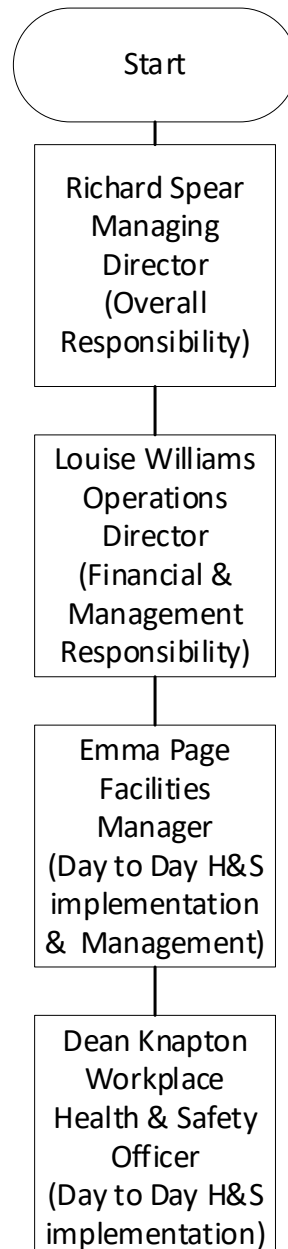 Start
Richard Spear
Managing
Director
(Overall
Responsibility)
Louise Williams
Operations
Director
(Financial &
Management
Responsibility)
Emma Page
Facilities
Manager
(Day to Day H&S
implementation
& Management)
Dean Knapton
Workplace
Health & Safety
Officer
(Day to Day H&S
implementation)